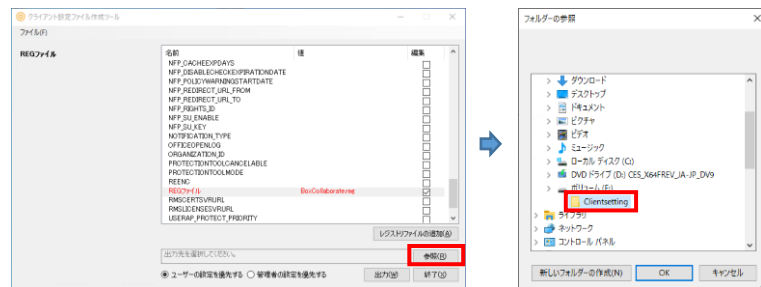 クライアント設定ファイル作成ツール
ファイル(F)
REGファイル
名前 値 編集
NFP_CACHEEXPDAYS
NFP_DISABLECHECKEXPIRATIONDATE
NFP_POLICYWARNINGSTARTDATE
NFP_REDIRECT_URL_FROM
NFP_REDIRECT_URL_TO
NFP_RIGHTS_ID
NFP_SU_ENABLE
NFP_SU_KEY
NOTIFICATION_TYPE
OFFICEOPENLOG
ORGANIZATION_ID
PROTECTIONTOOLCANCELABLE
PROTECTIONTOOLMODE
REENC
REGファイル BoxCollaborate.reg
RMSCERTSVRURL
RMSLICENSESVRURL
USERAP_PROTECT_PRIORITY
レジストリファイルの追加(A)
出力先を選択してください。 参照(R)
ユーザーの設定を優先する 管理者の設定を優先する 出力(W) 終了(X)
フォルダーの参照
ダウンロード
デスクトップ
ドキュメント
ピクチャ
ビデオ
ミュージック
ローカル ディスク (C:)
DVD ドライブ (D:) CES_X64FREV_JA-JP_DV9
ボリューム (E:)
Clientsetting
ライブラリ
ネットワーク
コントロール パネル
新しいフォルダーの作成(N) OK キャンセル